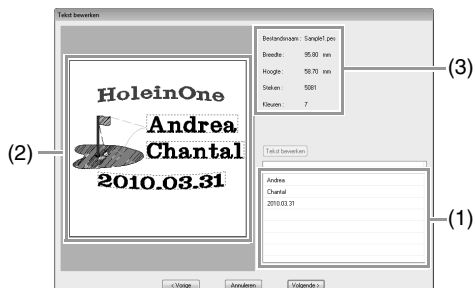 Tekst bewerken
Bestandsnaam : Sample1.pes
Breedte : 95.80 mm
Hoogte : 58.70 mm
Steken : 5081
Kleuren : 7
(3)
HoleinOne
Andrea
Chantal
2010.03.31
(2)
Tekst bewerken
Andrea
Chantal
2010.03.31
(1)
< Vorige
Annuleren
Volgende >